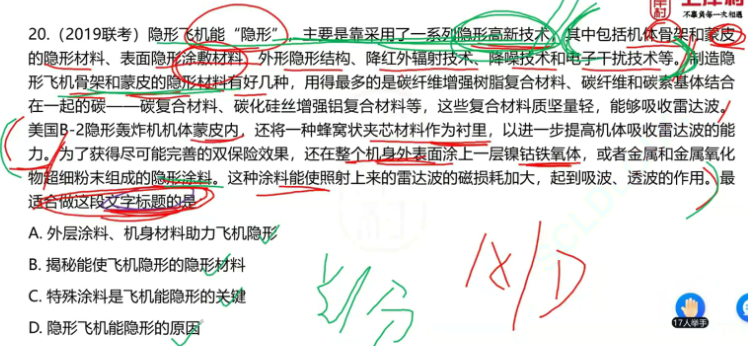 上岸村
不辜负每一次相遇
20.（2019联考）隐形飞机能“隐形”，主要是靠采用了一系列隐形高新技术，其中包括机体骨架和蒙皮
的隐形材料、表面隐形涂敷材料、外形隐形结构、降红外辐射技术、降噪技术和电子干扰技术等。制造隐
形飞机骨架和蒙皮的隐形材料有好几种，用得最多的是碳纤维增强树脂复合材料、碳纤维和碳素基体结合
在一起的碳——碳复合材料、碳化硅丝增强铝复合材料等，这些复合材料质坚量轻，能够吸收雷达波。
美国B-2隐形轰炸机机体蒙皮内，还将一种蜂窝状夹芯材料作为衬里，以进一步提高机体吸收雷达波的能
力。为了获得尽可能完善的双保险效果，还在整个机身外表面涂上一层镍钴铁氧体，或者金属和金属氧化
物超细粉末组成的隐形涂料。这种涂料能使照射上来的雷达波的磁损耗加大，起到吸波、透波的作用。最
适合做这段文字标题的是
A. 外层涂料、机身材料助力飞机隐形
B. 揭秘能使飞机隐形的隐形材料
C. 特殊涂料是飞机能隐形的关键
D. 隐形飞机能隐形的原因
划分
17人举手